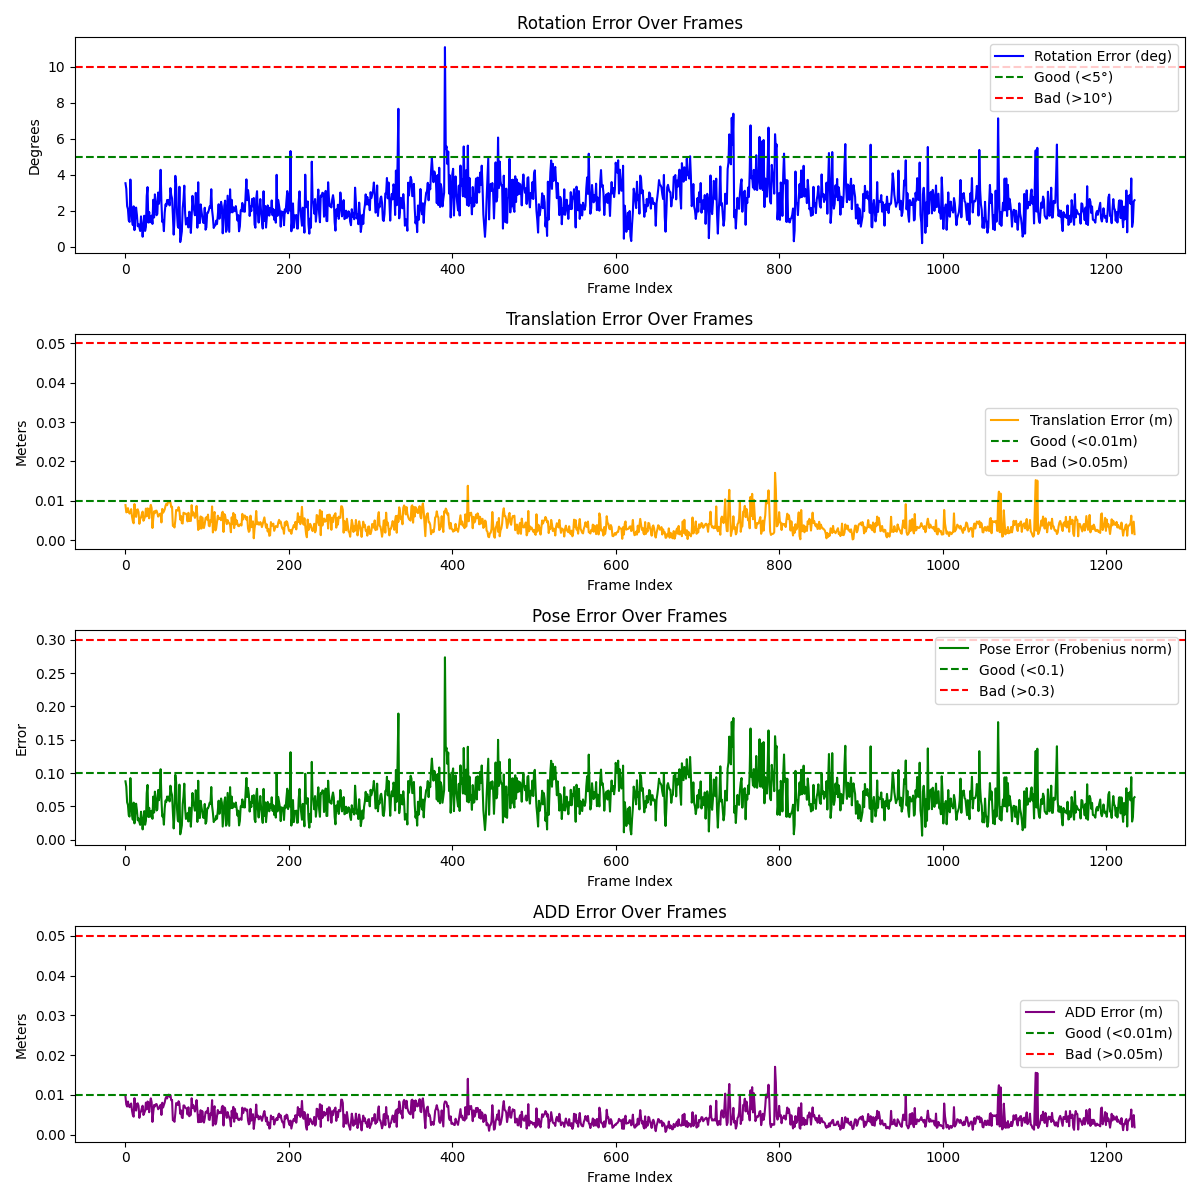 Rotation Error Over Frames
10
8
6
4
2
0
Degrees
Rotation Error (deg)
Good (<5°)
Bad (>10°)
0 200 400 600 800 1000 1200
Frame Index
Translation Error Over Frames
0.05
0.04
0.03
0.02
0.01
0.00
Meters
Translation Error (m)
Good (<0.01m)
Bad (>0.05m)
0 200 400 600 800 1000 1200
Frame Index
Pose Error Over Frames
0.30
0.25
0.20
0.15
0.10
0.05
0.00
Error
Pose Error (Frobenius norm)
Good (<0.1)
Bad (>0.3)
0 200 400 600 800 1000 1200
Frame Index
ADD Error Over Frames
0.05
0.04
0.03
0.02
0.01
0.00
Meters
ADD Error (m)
Good (<0.01m)
Bad (>0.05m)
0 200 400 600 800 1000 1200
Frame Index